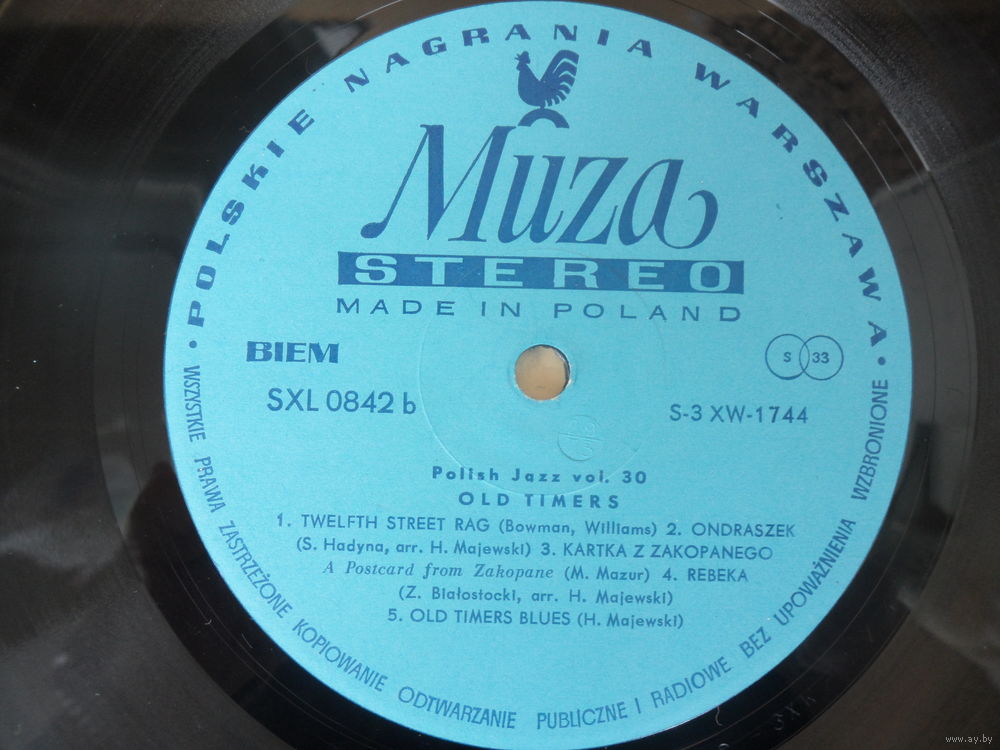 • POLSKIE NAGRANIA WARSZAWA •
Muza
STEREO
MADE IN POLAND
BIEM
S 33
SXL 0842 b
S-3 XW-1744
Polish Jazz vol. 30
OLD TIMERS
1. TWELFTH STREET RAG (Bowman, Williams) 2. ONDRASZEK
(S. Hadyna, arr. H. Majewski) 3. KARTKA Z ZAKOPANEGO
A Postcard from Zakopane (M. Mazur) 4. REBEKA
(Z. Białostocki, arr. H. Majewski)
5. OLD TIMERS BLUES (H. Majewski)
WSZYSTKIE PRAWA ZASTRZEŻONE KOPIOWANIE ODTWARZANIE PUBLICZNE I RADIOWE BEZ UPOWAŻNIENIA WZBRONIONE
www.ay.by